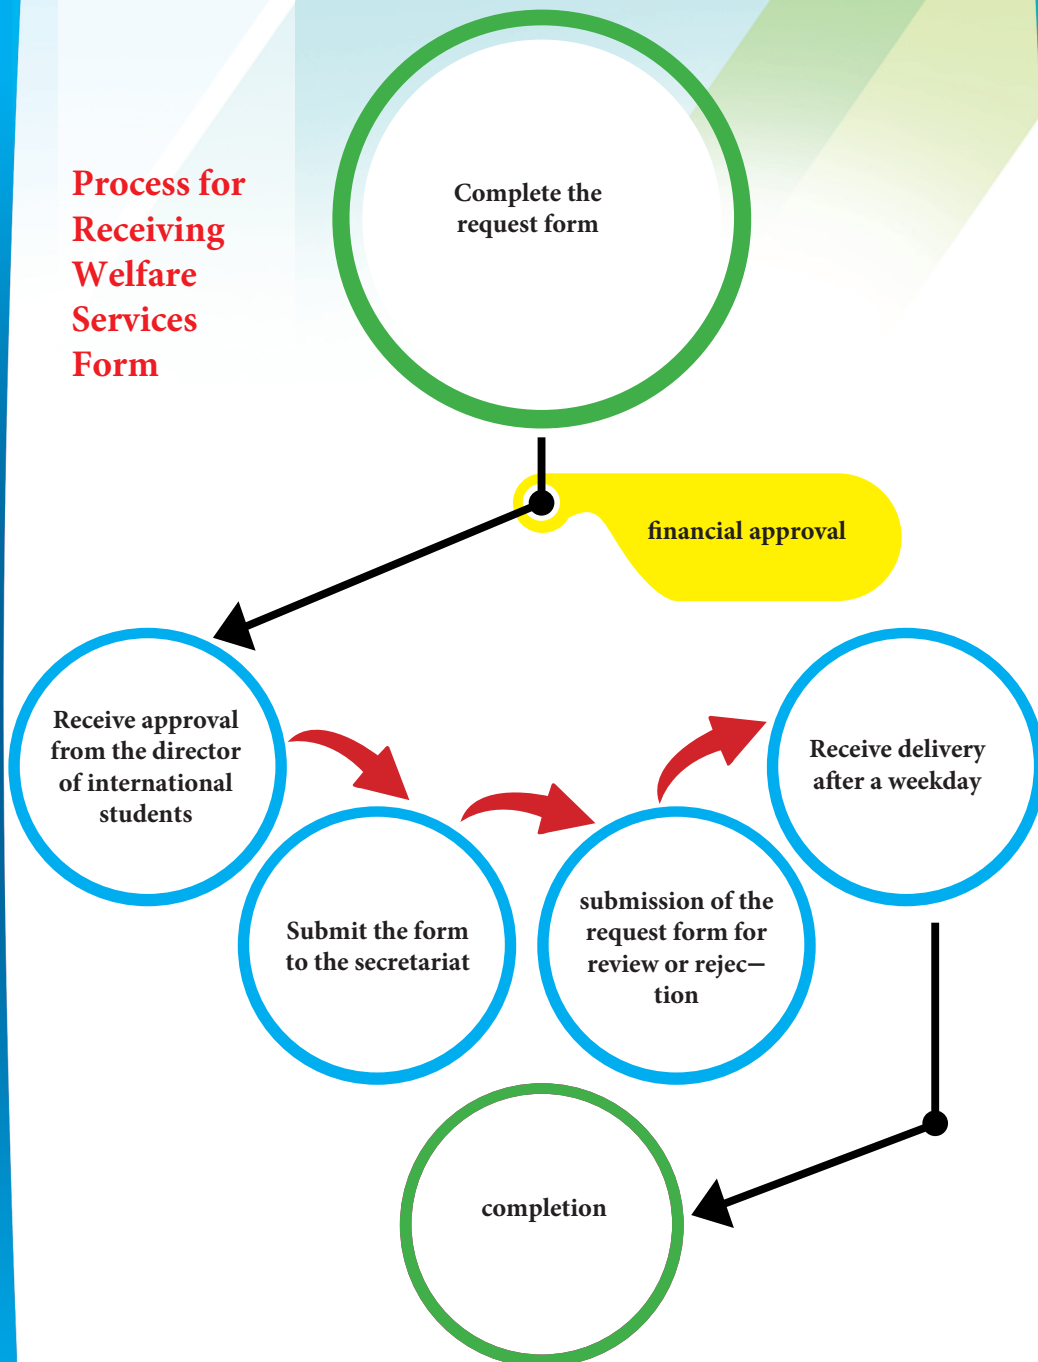 Process for
Receiving
Welfare
Services
Form
Complete the
request form
financial approval
Receive approval
from the director
of international
students
Submit the form
to the secretariat
submission of the
request form for
review or rejec–
tion
Receive delivery
after a weekday
completion